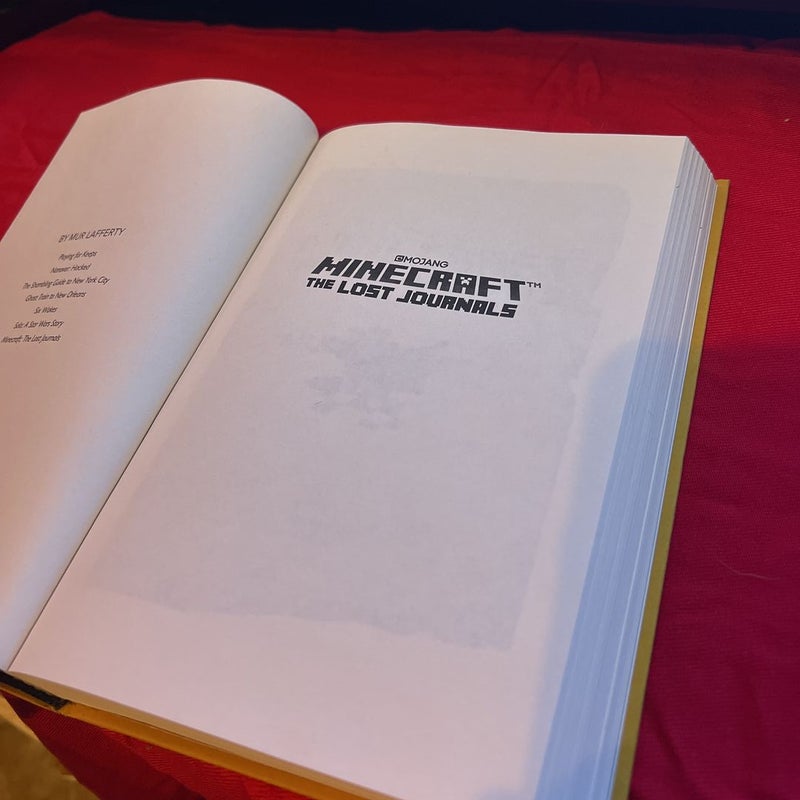 BY MUR LAFFERTY
Playing for Keeps
Nanovor: Hacked
The Shambling Guide to New York City
Ghost Train to New Orleans
Six Wakes
Solo: A Star Wars Story
Minecraft: The Lost Journals
MOJANG
MINECRAFT™
THE LOST JOURNALS